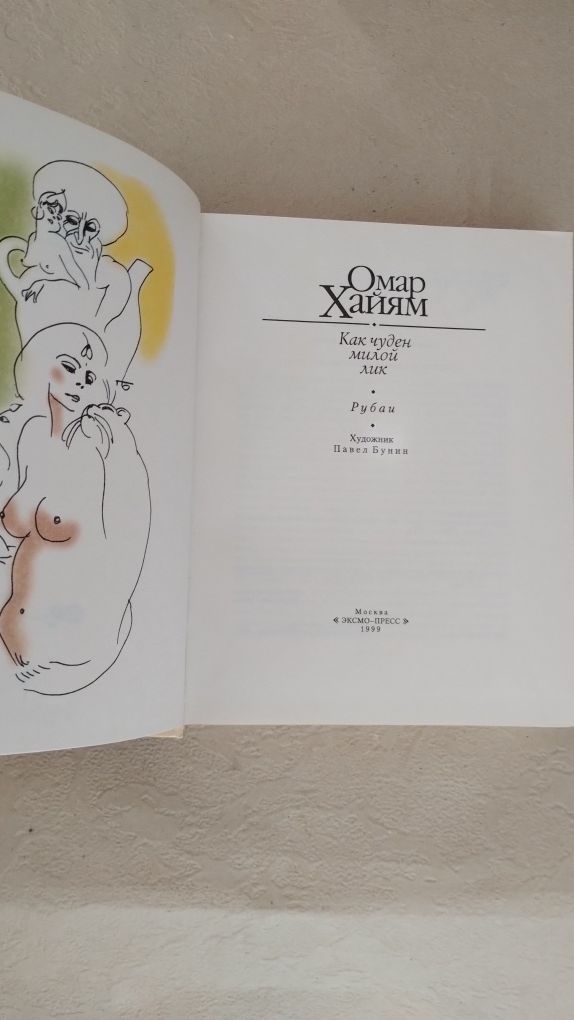 Омар
Хайям
Как чуден
милой
лик
Рубаи
Художник
Павел Бунин
Москва
ЭКСМО-ПРЕСС
1999